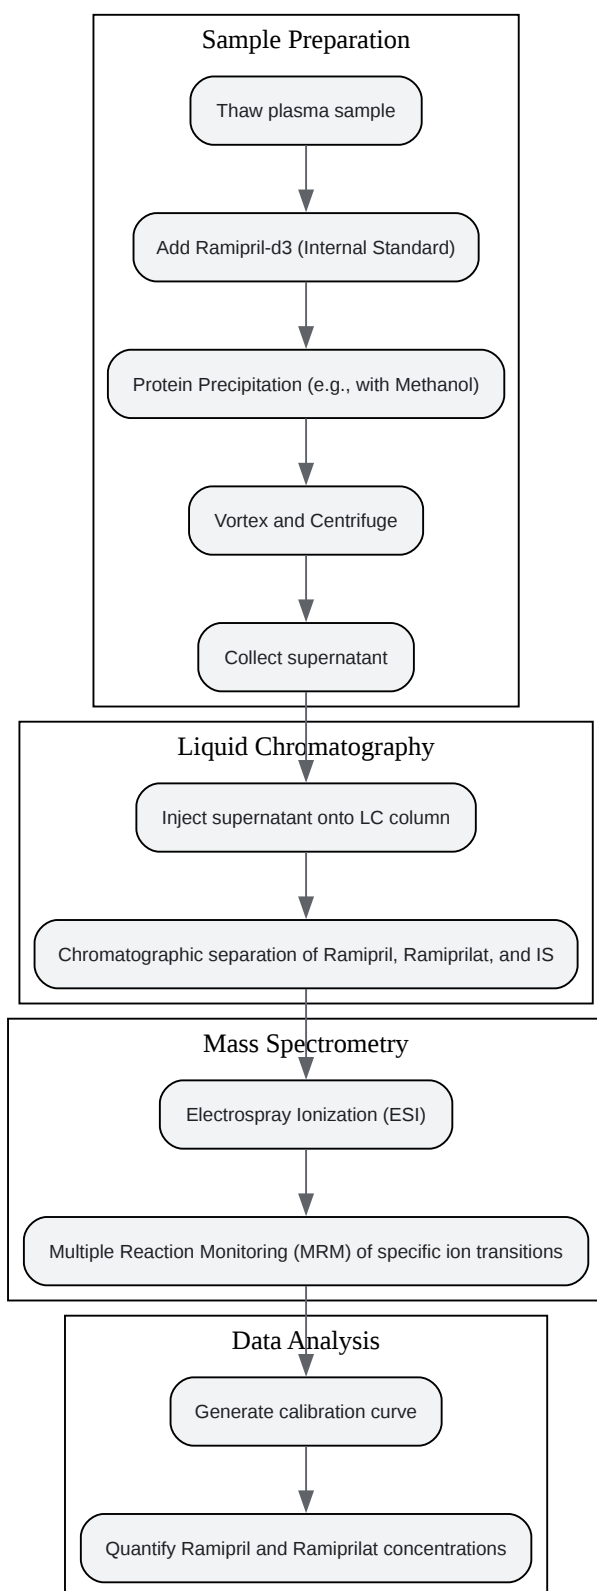 Sample Preparation
Thaw plasma sample
Add Ramipril-d3 (Internal Standard)
Protein Precipitation (e.g., with Methanol)
Vortex and Centrifuge
Collect supernatant
Liquid Chromatography
Inject supernatant onto LC column
Chromatographic separation of Ramipril, Ramiprilat, and IS
Mass Spectrometry
Electrospray Ionization (ESI)
Multiple Reaction Monitoring (MRM) of specific ion transitions
Data Analysis
Generate calibration curve
Quantify Ramipril and Ramiprilat concentrations